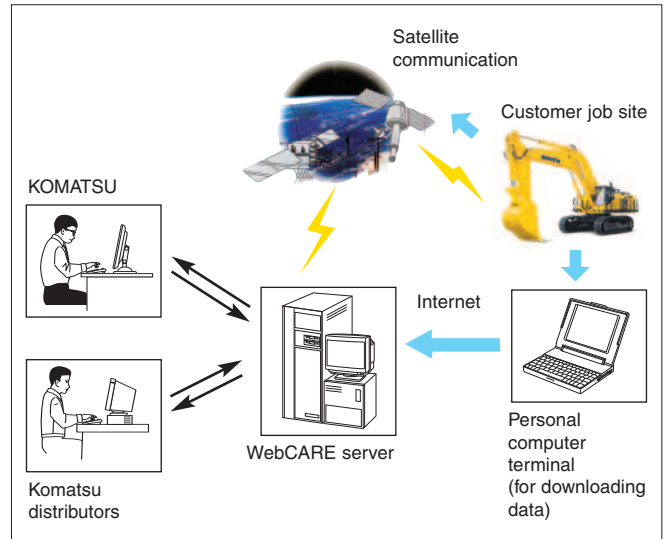 Satellite
communication
Customer job site
KOMATSU
Internet
WebCARE server
Personal
computer
terminal
(for downloading
data)
Komatsu
distributors